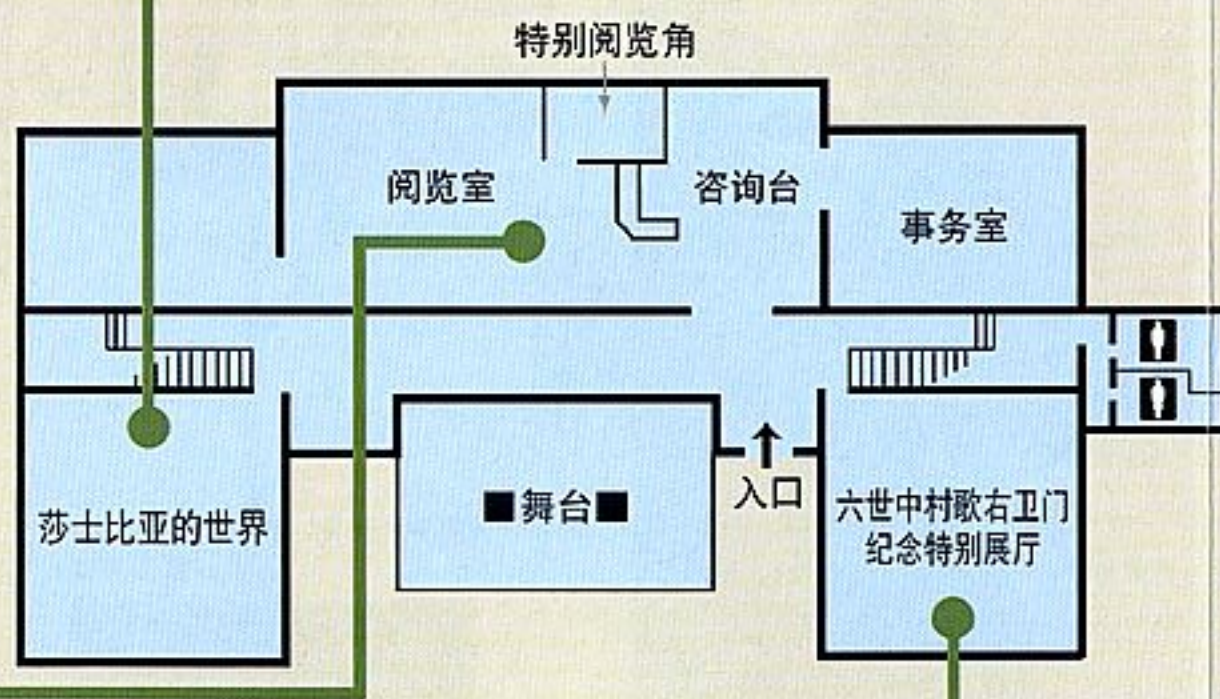 特别阅览角
阅览室
咨询台
事务室
■舞台■
入口
莎士比亚的世界
六世中村歌右卫门
纪念特别展厅